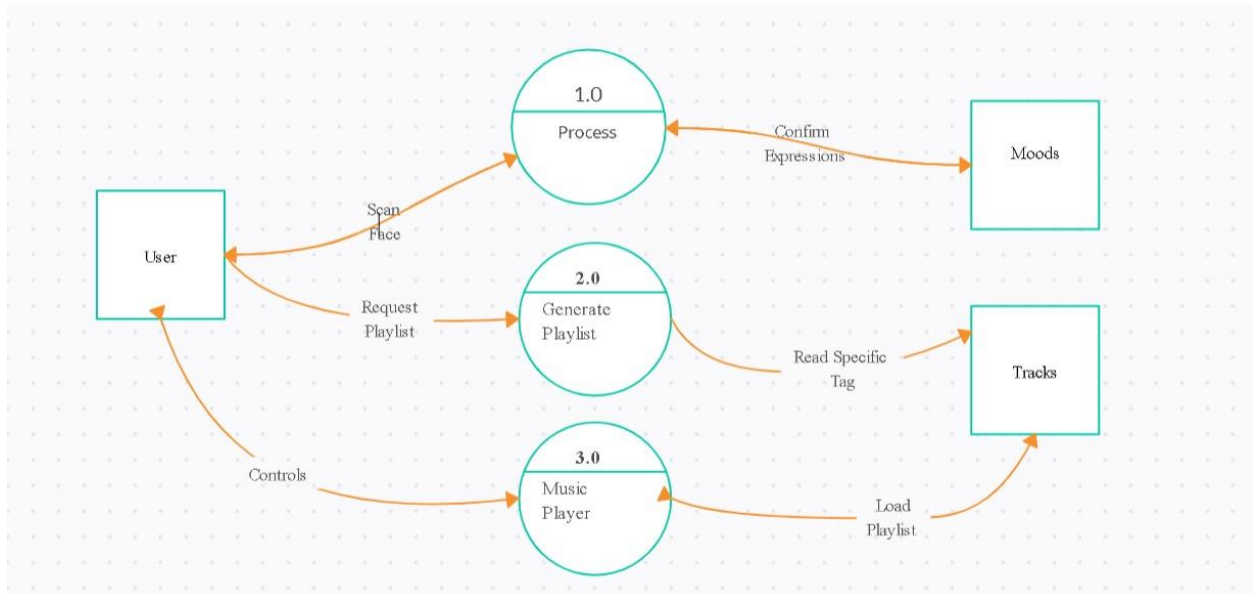 1.0
Process
Confirm
Expressions
Moods
Scan
Face
User
2.0
Generate
Playlist
Request
Playlist
Read Specific
Tag
Tracks
3.0
Music
Player
Controls
Load
Playlist